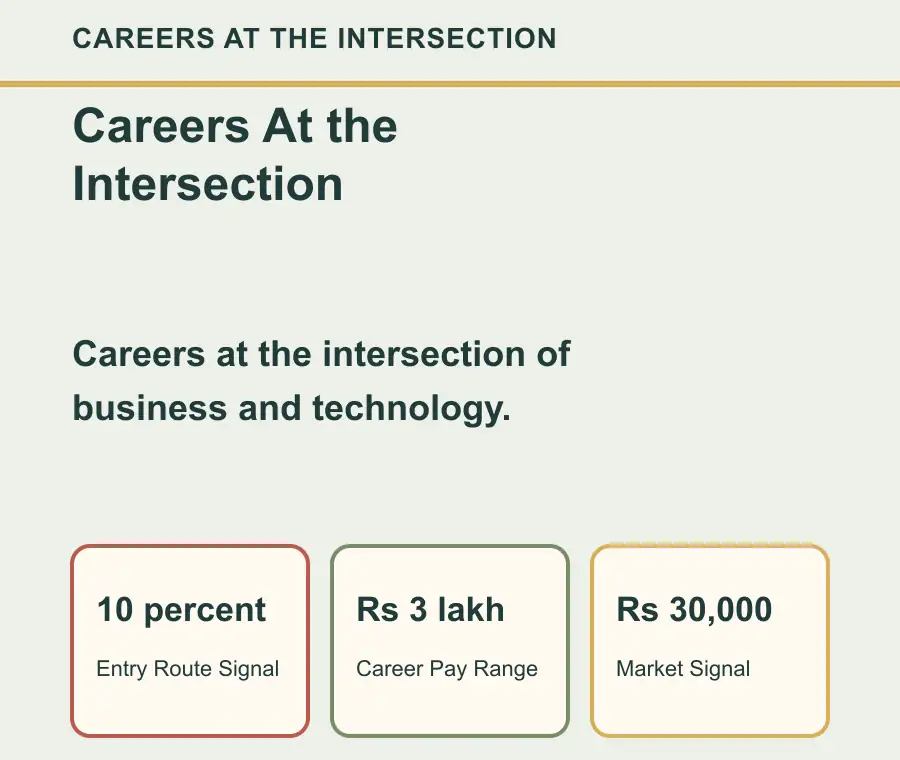 CAREERS AT THE INTERSECTION
Careers At the
Intersection
Careers at the intersection of
business and technology.
10 percent
Entry Route Signal
Rs 3 lakh
Career Pay Range
Rs 30,000
Market Signal